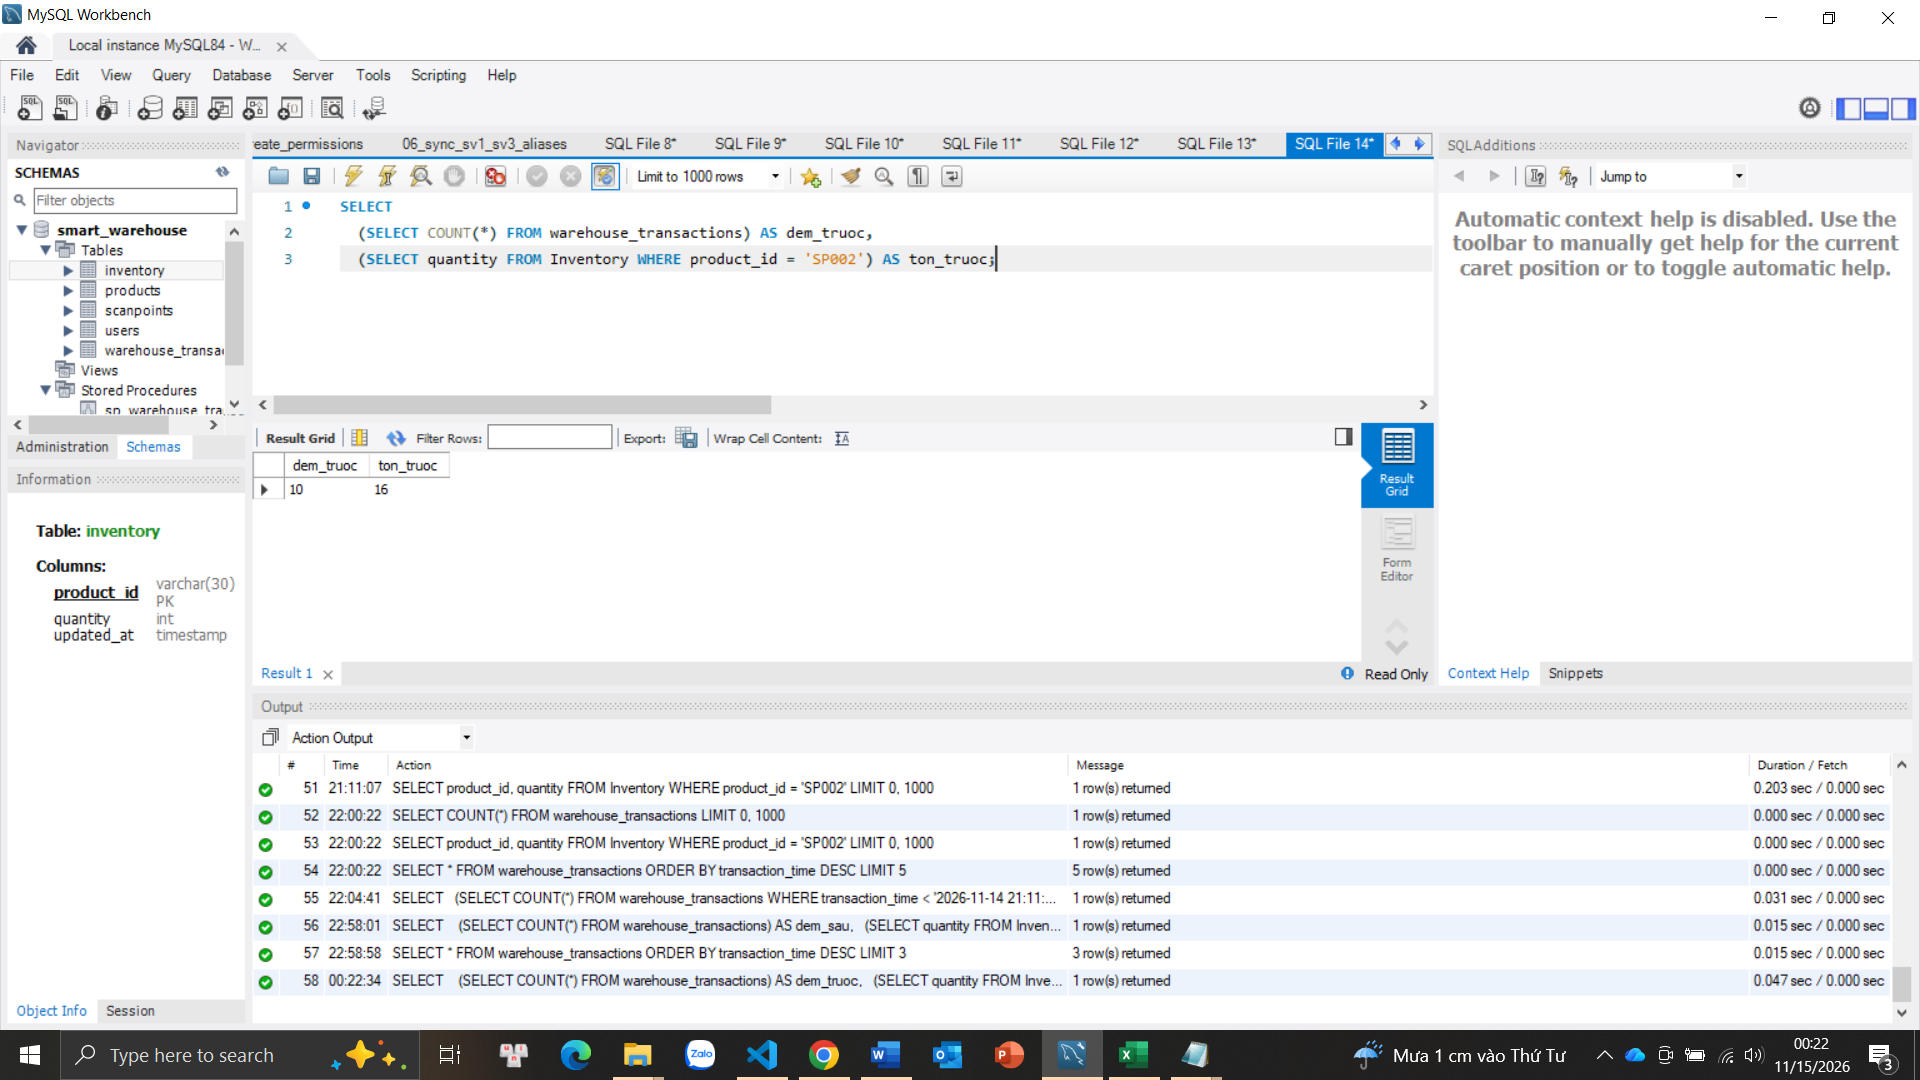 MySQL Workbench
Local instance MySQL84 - W...
File Edit View Query Database Server Tools Scripting Help
Navigator
SCHEMAS
Filter objects
smart_warehouse
Tables
inventory
products
scanpoints
users
warehouse_transa
Views
Stored Procedures
sp_warehouse_tra
Administration Schemas
Information
Table: inventory
Columns:
product_id varchar(30) PK
quantity int
updated_at timestamp
Object Info Session
eate_permissions 06_sync_sv1_sv3_aliases SQL File 8* SQL File 9* SQL File 10* SQL File 11* SQL File 12* SQL File 13* SQL File 14*
Limit to 1000 rows
1 SELECT
2 (SELECT COUNT(*) FROM warehouse_transactions) AS dem_truoc,
3 (SELECT quantity FROM Inventory WHERE product_id = 'SP002') AS ton_truoc;
Result Grid Filter Rows: Export: Wrap Cell Content:
dem_truoc ton_truoc
10 16
Result Grid
Form Editor
Result 1
Read Only
SQLAdditions
Jump to
Automatic context help is disabled. Use the
toolbar to manually get help for the current
caret position or to toggle automatic help.
Context Help Snippets
Output
Action Output
# Time Action Message Duration / Fetch
51 21:11:07 SELECT product_id, quantity FROM Inventory WHERE product_id = 'SP002' LIMIT 0, 1000 1 row(s) returned 0.203 sec / 0.000 sec
52 22:00:22 SELECT COUNT(*) FROM warehouse_transactions LIMIT 0, 1000 1 row(s) returned 0.000 sec / 0.000 sec
53 22:00:22 SELECT product_id, quantity FROM Inventory WHERE product_id = 'SP002' LIMIT 0, 1000 1 row(s) returned 0.000 sec / 0.000 sec
54 22:00:22 SELECT * FROM warehouse_transactions ORDER BY transaction_time DESC LIMIT 5 5 row(s) returned 0.000 sec / 0.000 sec
55 22:04:41 SELECT (SELECT COUNT(*) FROM warehouse_transactions WHERE transaction_time < '2026-11-14 21:11:... 1 row(s) returned 0.031 sec / 0.000 sec
56 22:58:01 SELECT (SELECT COUNT(*) FROM warehouse_transactions) AS dem_sau, (SELECT quantity FROM Inven... 1 row(s) returned 0.015 sec / 0.000 sec
57 22:58:58 SELECT * FROM warehouse_transactions ORDER BY transaction_time DESC LIMIT 3 3 row(s) returned 0.015 sec / 0.000 sec
58 00:22:34 SELECT (SELECT COUNT(*) FROM warehouse_transactions) AS dem_truoc, (SELECT quantity FROM Inve... 1 row(s) returned 0.047 sec / 0.000 sec
Type here to search
Zalo
Mưa 1 cm vào Thứ Tư
00:22
11/15/2026
3